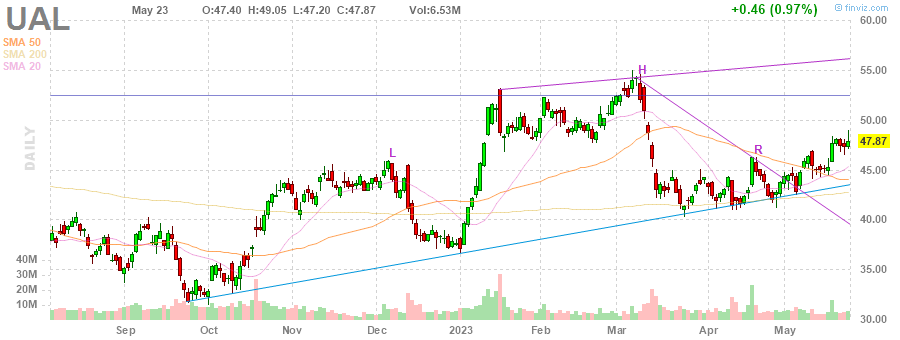 UAL May 23 O:47.40 H:49.05 L:47.20 C:47.87 Vol:6.53M +0.46 (0.97%) finviz.com
SMA 50
SMA 200
SMA 20
DAILY
60.00
55.00
50.00
47.87
45.00
40.00
35.00
30.00
H
L
R
40M
30M
20M
10M
Sep Oct Nov Dec 2023 Feb Mar Apr May